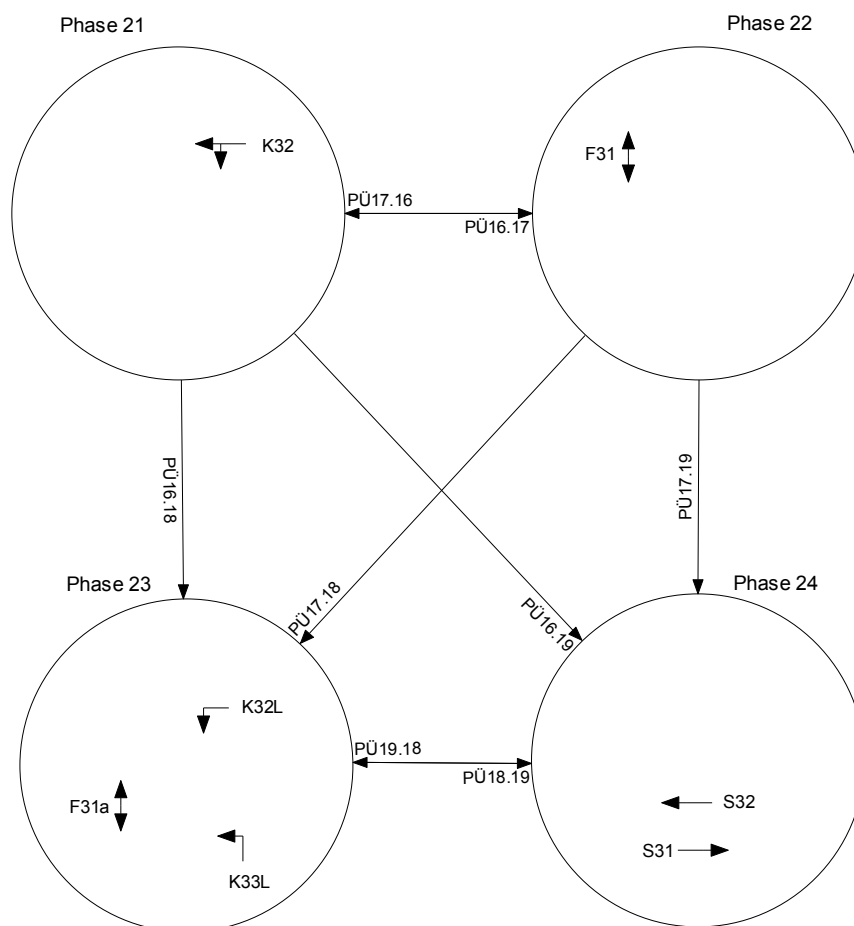 Phase 21
Phase 22
K32
F31
PÜ17.16
PÜ16.17
PÜ16.18
PÜ17.19
Phase 23
Phase 24
PÜ17.18
PÜ16.19
K32L
PÜ19.18
PÜ18.19
F31a
S32
S31
K33L